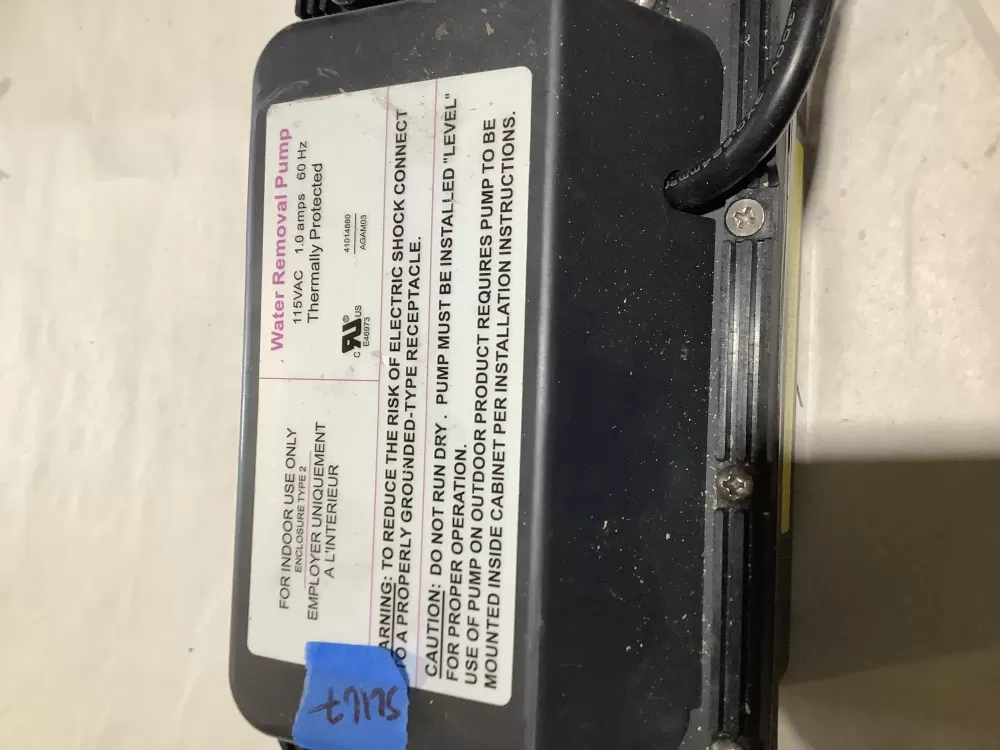 FOR INDOOR USE ONLY
ENCLOSURE TYPE 2
EMPLOYER UNIQUEMENT
A L'INTERIEUR
Water Removal Pump
115VAC 1.0 amps 60 Hz
Thermally Protected
C RU® US
E46973
41014880
AGAM03
ARNING: TO REDUCE THE RISK OF ELECTRIC SHOCK CONNECT
TO A PROPERLY GROUNDED-TYPE RECEPTACLE.
CAUTION: DO NOT RUN DRY. PUMP MUST BE INSTALLED "LEVEL"
FOR PROPER OPERATION.
USE OF PUMP ON OUTDOOR PRODUCT REQUIRES PUMP TO BE
MOUNTED INSIDE CABINET PER INSTALLATION INSTRUCTIONS.